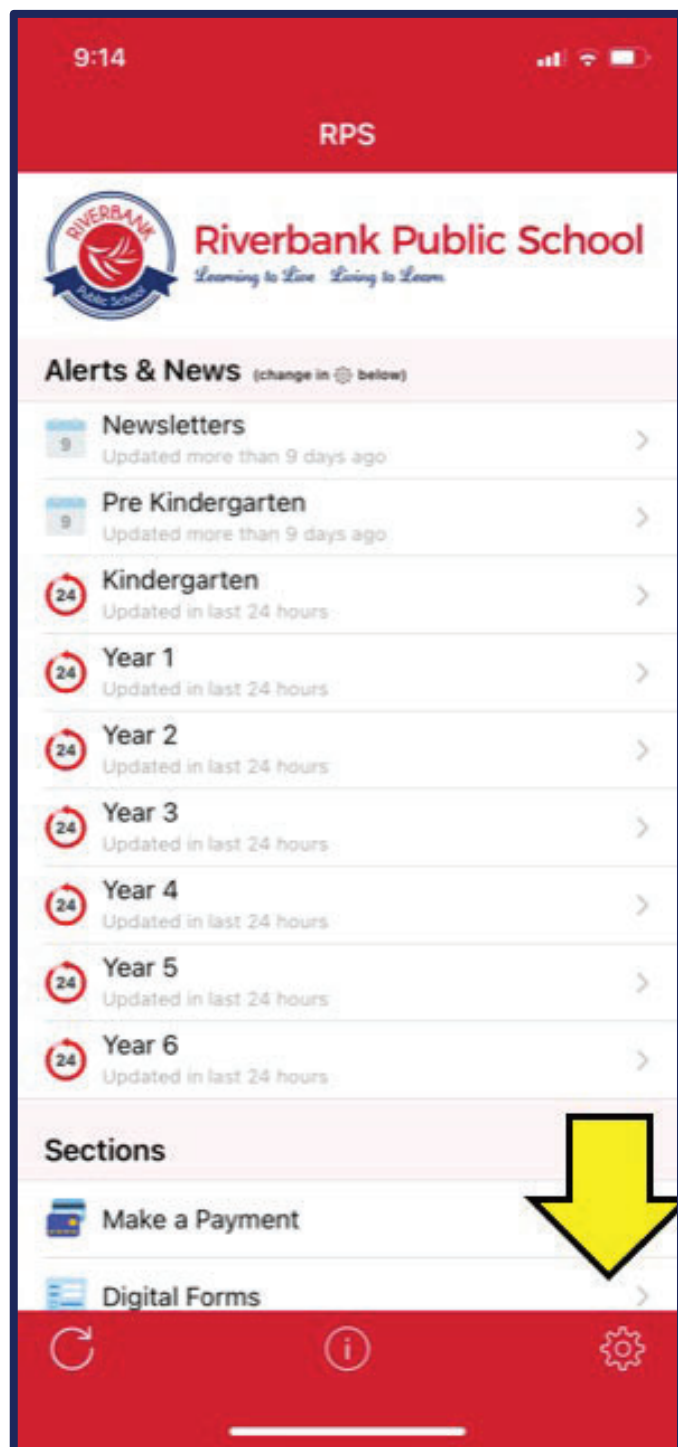 9:14
RPS
RIVERBANK
Public School
Riverbank Public School
Learning to Live Living to Learn
Alerts & News (change in below)
9
Newsletters
Updated more than 9 days ago
9
Pre Kindergarten
Updated more than 9 days ago
24
Kindergarten
Updated in last 24 hours
24
Year 1
Updated in last 24 hours
24
Year 2
Updated in last 24 hours
24
Year 3
Updated in last 24 hours
24
Year 4
Updated in last 24 hours
24
Year 5
Updated in last 24 hours
24
Year 6
Updated in last 24 hours
Sections
Make a Payment
Digital Forms